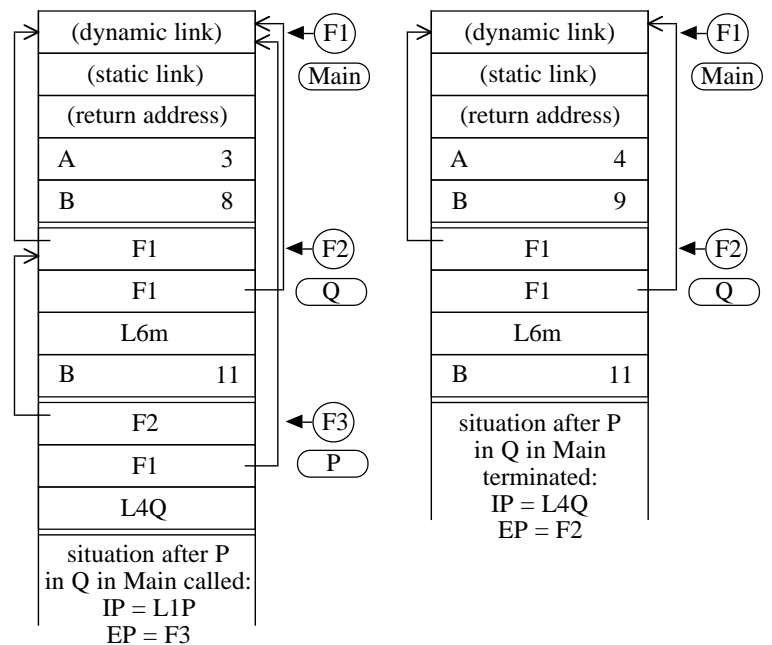 (dynamic link)
F1
(static link)
Main
(return address)
A 3
B 8
F1
F2
F1
Q
L6m
B 11
F2
F3
F1
P
L4Q
situation after P
in Q in Main called:
IP = L1P
EP = F3
(dynamic link)
F1
(static link)
Main
(return address)
A 4
B 9
F1
F2
F1
Q
L6m
B 11
situation after P
in Q in Main
terminated:
IP = L4Q
EP = F2